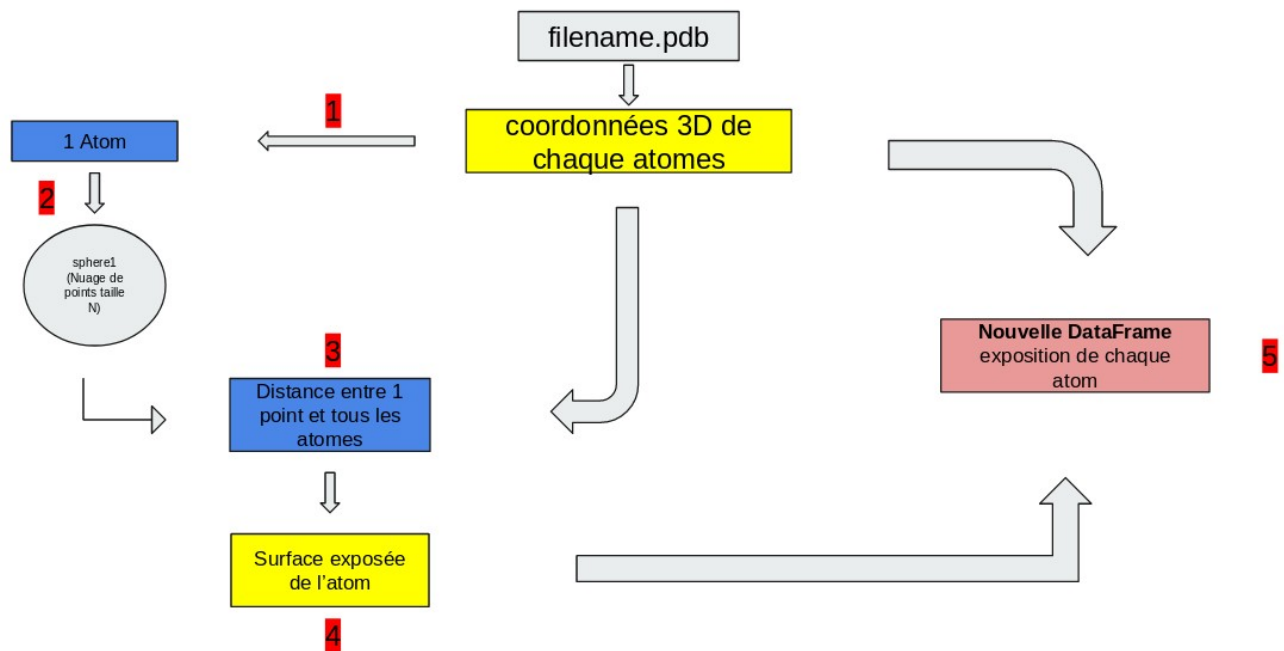 filename.pdb
1
coordonnées 3D de
chaque atomes
1 Atom
2
sphere1
(Nuage de
points taille
N)
3
Distance entre 1
point et tous les
atomes
Nouvelle DataFrame
exposition de chaque
atom
5
Surface exposée
de l'atom
4